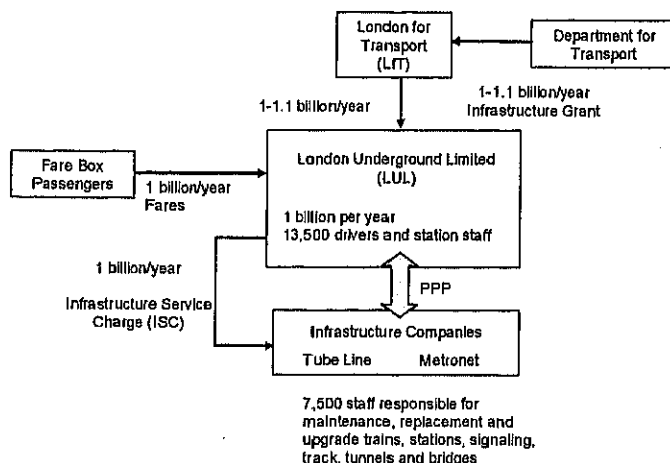 London for
Transport
(LfT)
Department for
Transport
1-1.1 billion/year
1-1.1 billion/year
Infrastructure Grant
Fare Box
Passengers
1 billion/year
Fares
London Underground Limited
(LUL)
1 billion per year
13,500 drivers and station staff
1 billion/year
Infrastructure Service
Charge (ISC)
PPP
Infrastructure Companies
Tube Line Metronet
7,500 staff responsible for
maintenance, replacement and
upgrade trains, stations, signaling,
track, tunnels and bridges